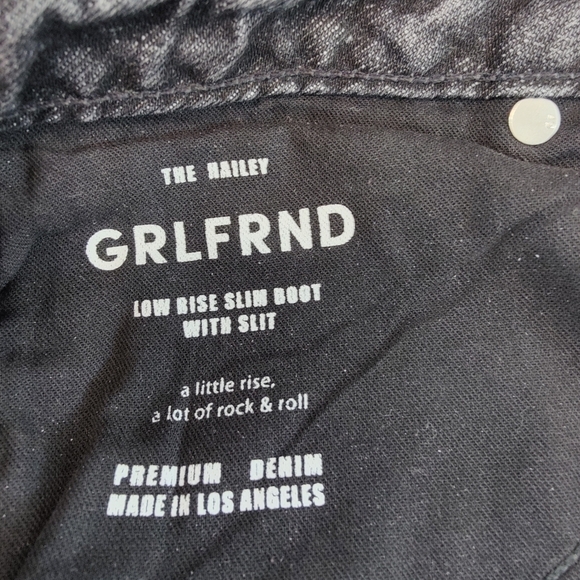 THE HAILEY
GRLFRND
LOW RISE SLIM BOOT
WITH SLIT
a little rise,
a lot of rock & roll
PREMIUM DENIM
MADE IN LOS ANGELES